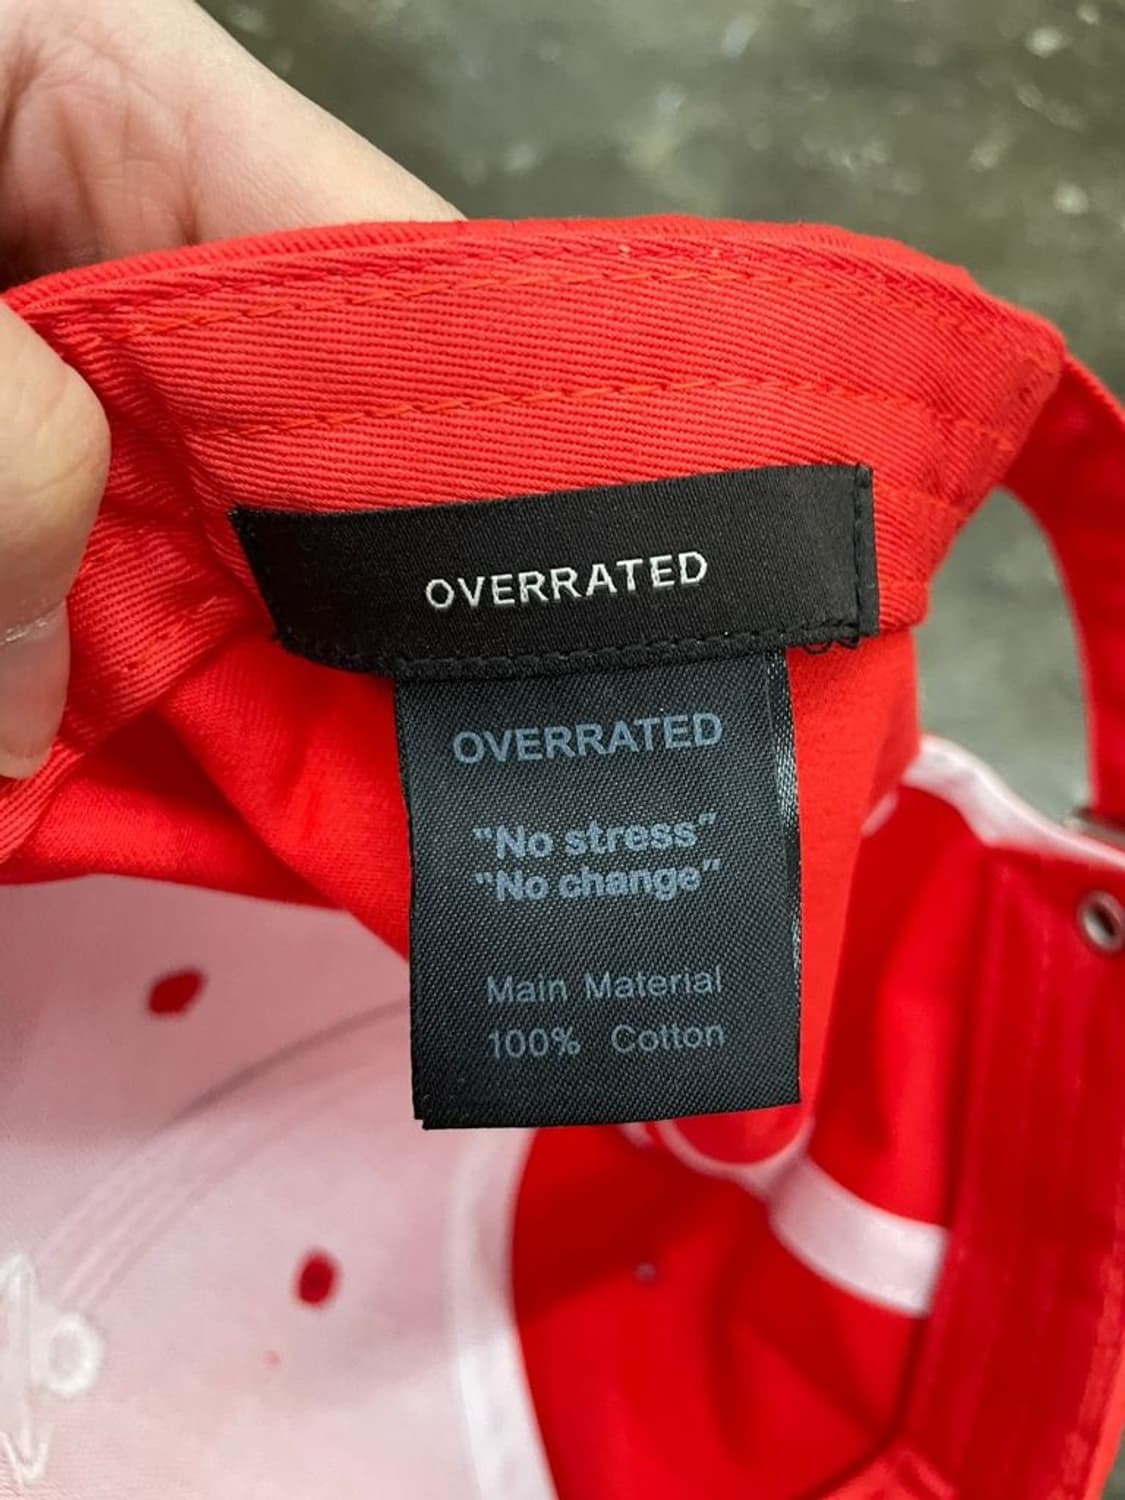 OVERRATED
OVERRATED
"No stress"
"No change"
Main Material
100% Cotton